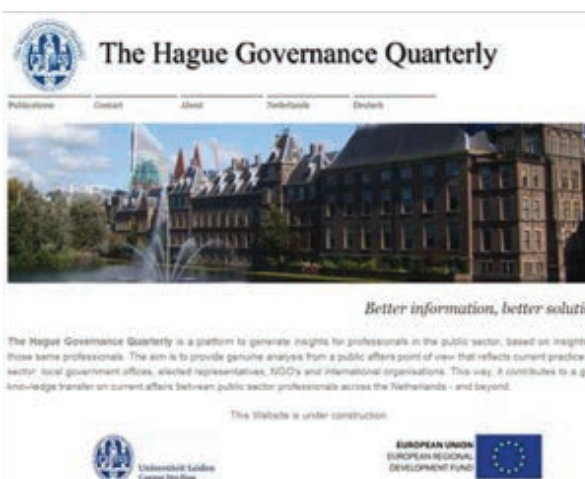 The Hague Governance Quarterly
Publications Contact About Nederlands Deutsch
Better information, better soluti
The Hague Governance Quarterly is a platform to generate insights for professionals in the public sector, based on insight
those same professionals. The aim is to provide genuine analysis from a public affairs point of view that reflects current practice
sector: local government offices, elected representatives, NGO's and international organisations. This way, it contributes to a g
knowledge transfer on current affairs between public sector professionals across the Netherlands - and beyond.
This Website is under construction
Universiteit Leiden
EUROPEAN UNION
EUROPEAN REGIONAL
DEVELOPMENT FUND